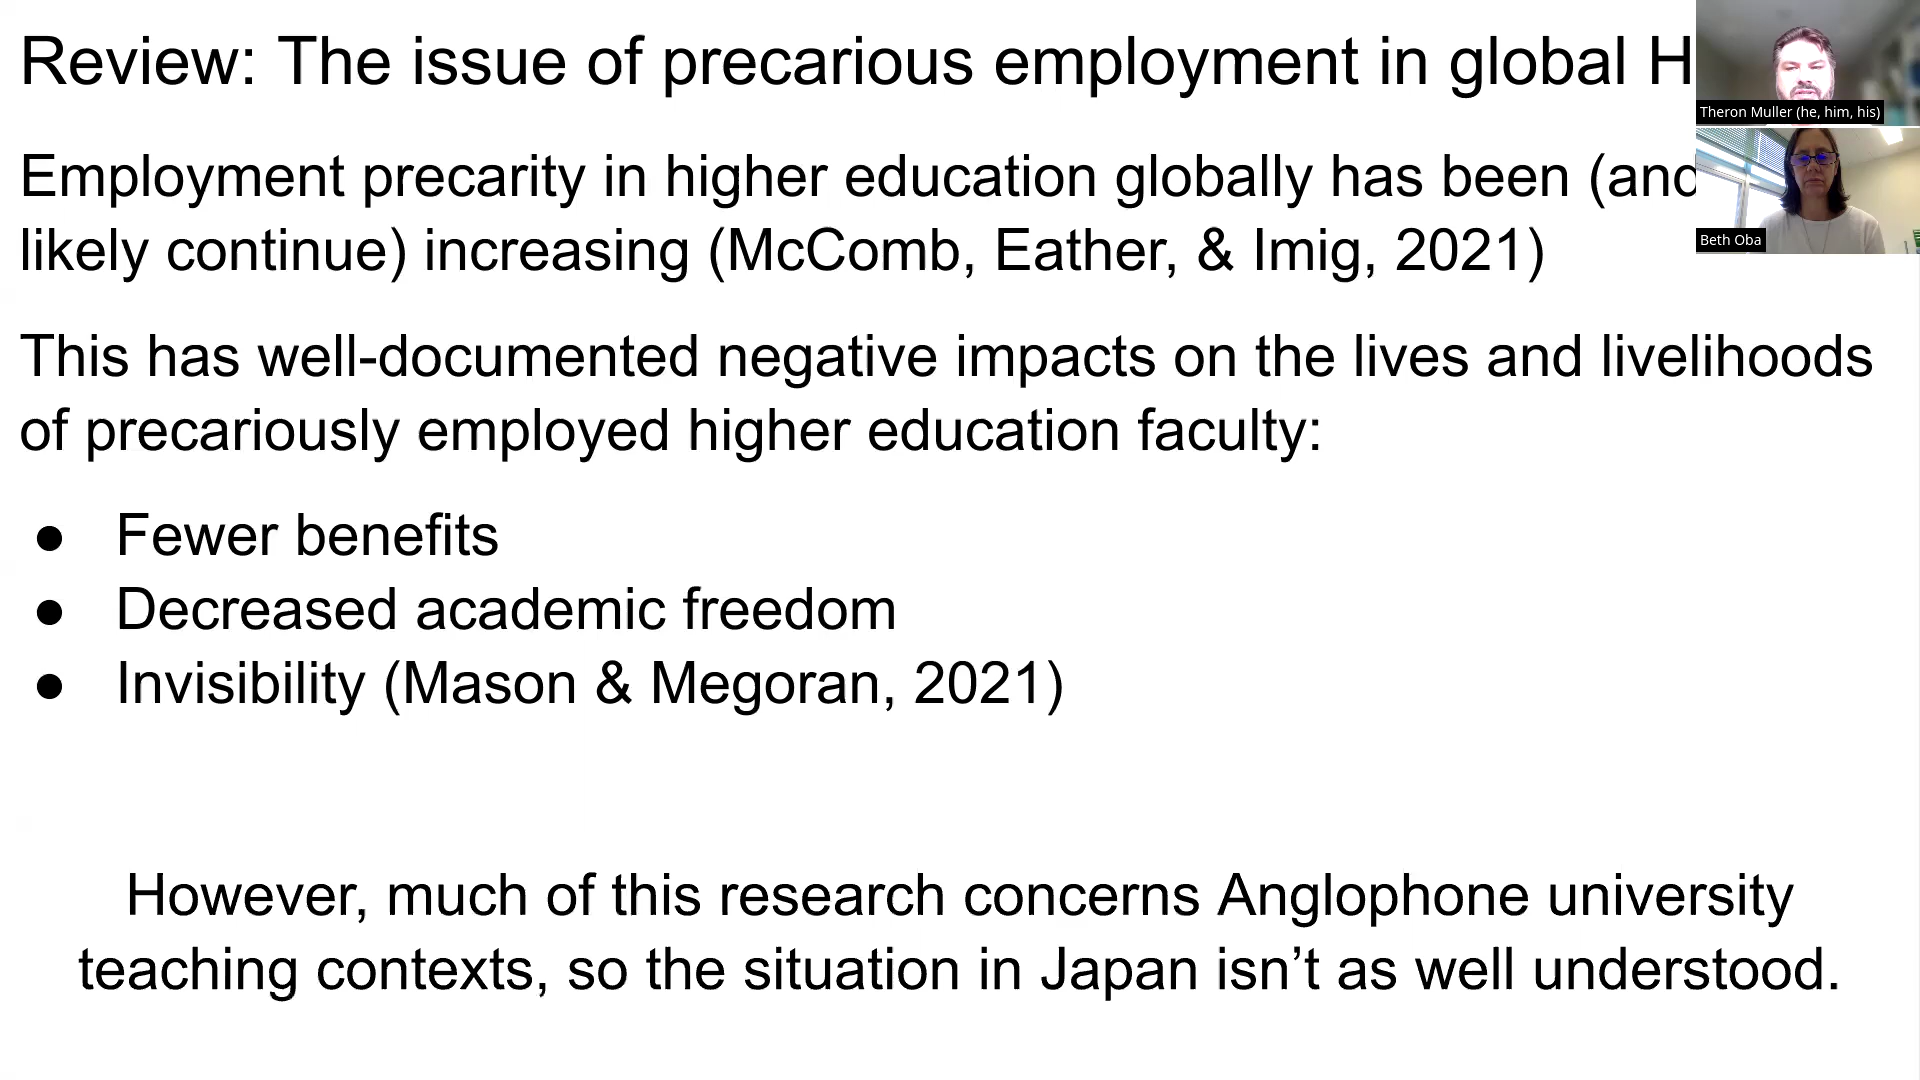 Review: The issue of precarious employment in global H
Theron Muller (he, him, his)
Employment precarity in higher education globally has been (and
likely continue) increasing (McComb, Eather, & Imig, 2021)
Beth Oba
This has well-documented negative impacts on the lives and livelihoods
of precariously employed higher education faculty:
● Fewer benefits
● Decreased academic freedom
● Invisibility (Mason & Megoran, 2021)
However, much of this research concerns Anglophone university
teaching contexts, so the situation in Japan isn’t as well understood.